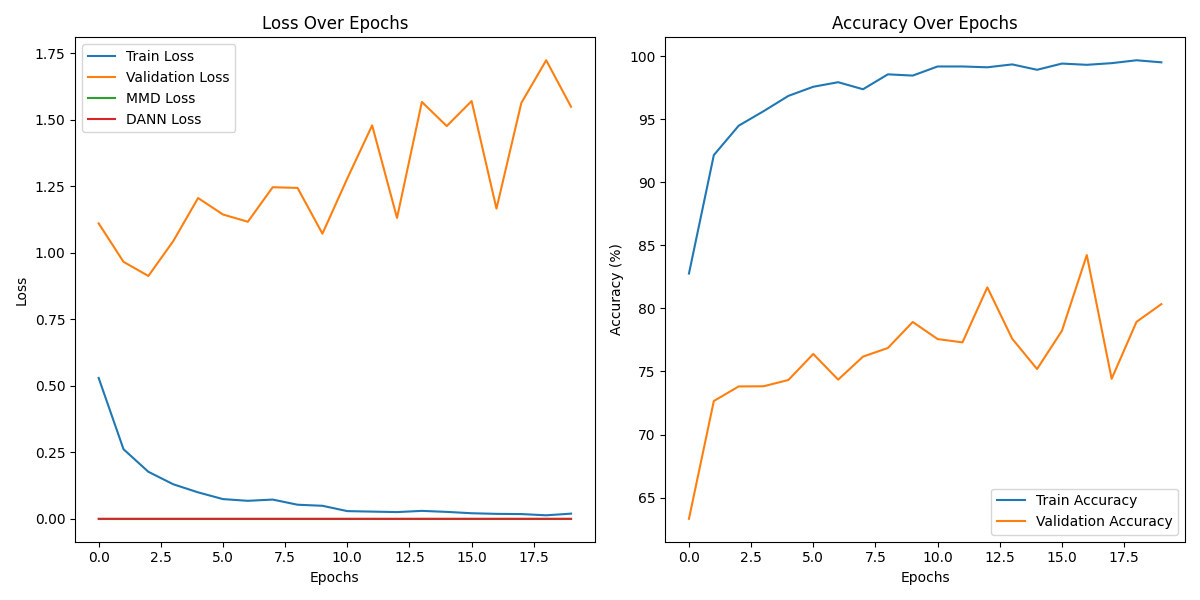 Loss Over Epochs
Train Loss
Validation Loss
MMD Loss
DANN Loss
1.75
1.50
1.25
1.00
0.75
0.50
0.25
0.00
Loss
0.0 2.5 5.0 7.5 10.0 12.5 15.0 17.5
Epochs
Accuracy Over Epochs
100
95
90
85
80
75
70
65
Accuracy (%)
Train Accuracy
Validation Accuracy
0.0 2.5 5.0 7.5 10.0 12.5 15.0 17.5
Epochs